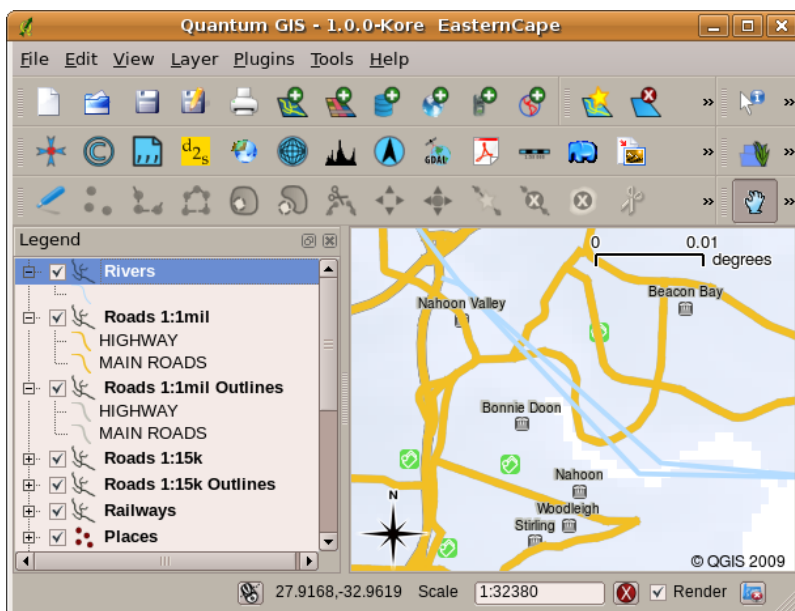 Quantum GIS - 1.0.0-Kore EasternCape
File Edit View Layer Plugins Tools Help
d2s
GDAL
Legend
Rivers
Roads 1:1mil
HIGHWAY
MAIN ROADS
Roads 1:1mil Outlines
HIGHWAY
MAIN ROADS
Roads 1:15k
Roads 1:15k Outlines
Railways
Places
0 0.01
degrees
Beacon Bay
Nahoon Valley
Bonnie Doon
Nahoon
Woodleigh
Stirling
N
© QGIS 2009
27.9168,-32.9619 Scale 1:32380 Render